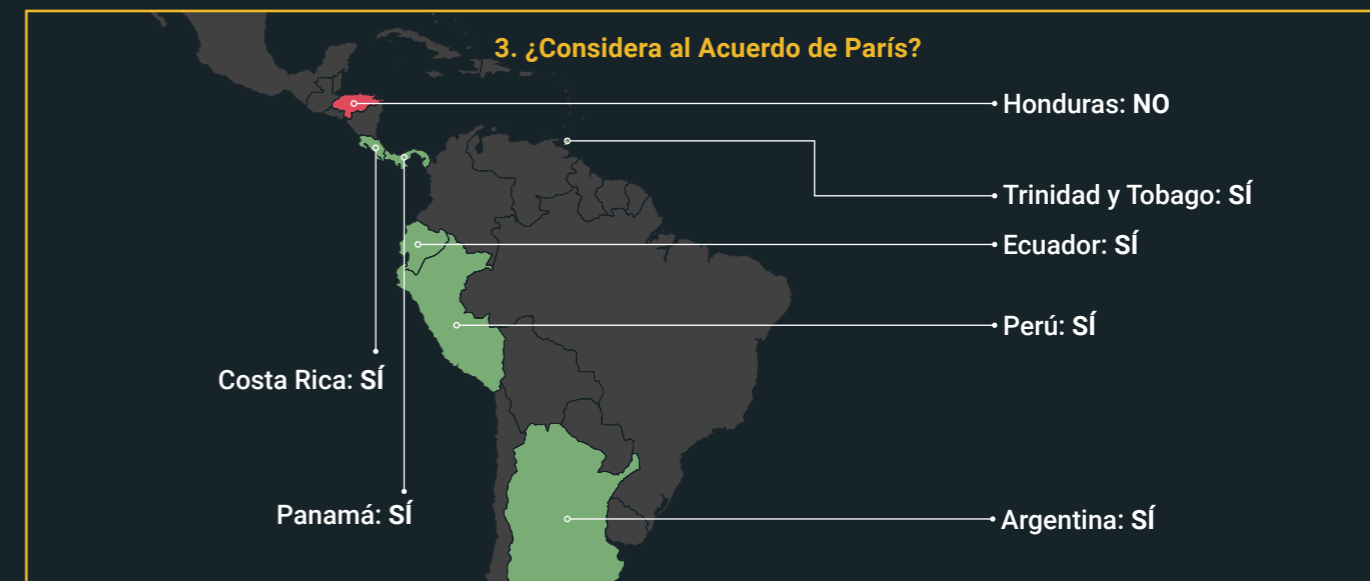 3. ¿Considera al Acuerdo de París?
Honduras: NO
Trinidad y Tobago: SÍ
Ecuador: SÍ
Perú: SÍ
Costa Rica: SÍ
Panamá: SÍ
Argentina: SÍ